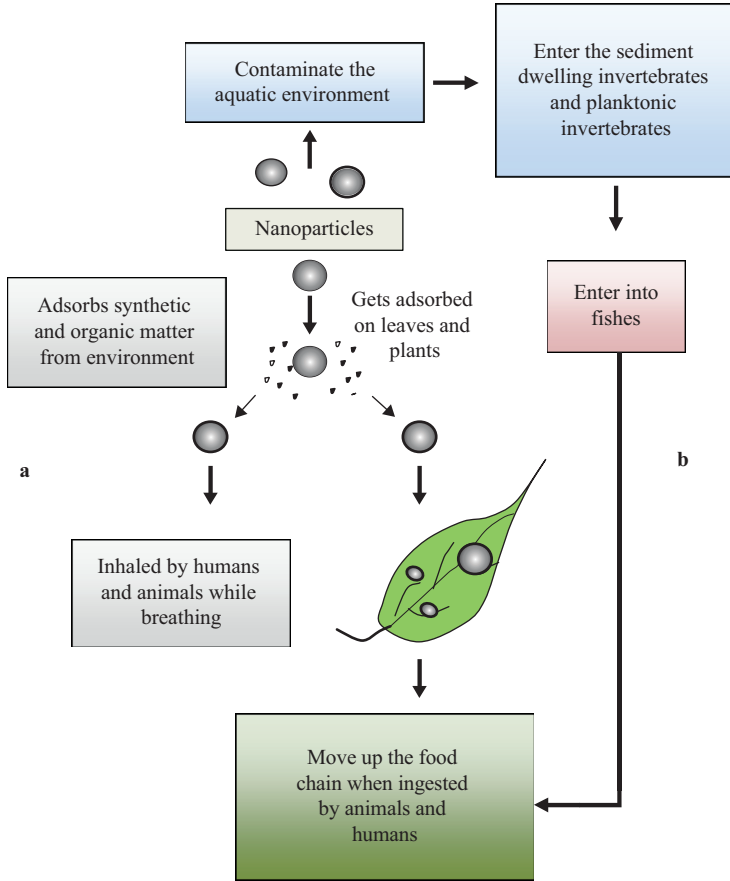 Contaminate the
aquatic environment
Enter the sediment
dwelling invertebrates
and planktonic
invertebrates
Nanoparticles
Adsorbs synthetic
and organic matter
from environment
Gets adsorbed
on leaves and
plants
Enter into
fishes
a
b
Inhaled by humans
and animals while
breathing
Move up the food
chain when ingested
by animals and
humans